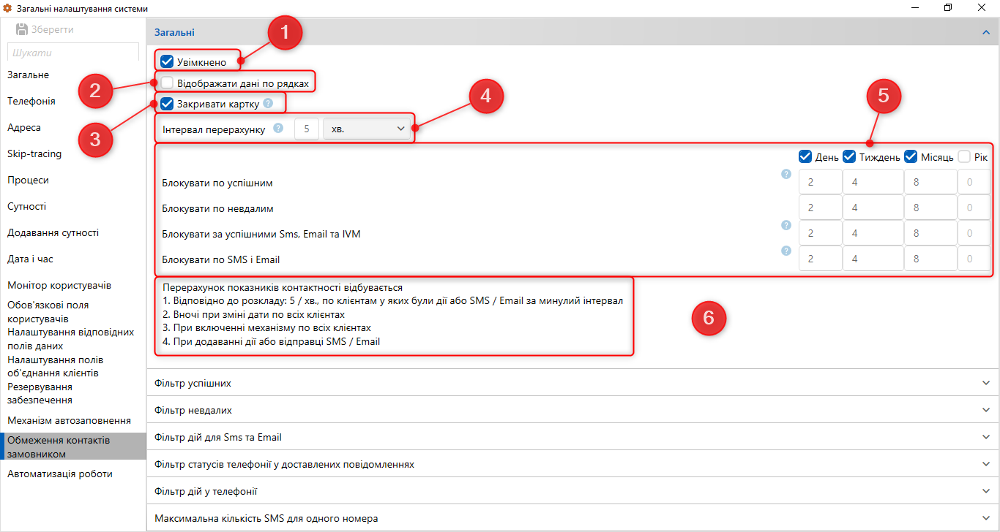 Загальні налаштування системи
Зберегти
Шукати
Загальне
Телефонія
Адреса
Skip-tracing
Процеси
Сутності
Додавання сутності
Дата і час
Монітор користувачів
Обов'язкові поля
користувачів
Налаштування відповідних
полів даних
Налаштування полів
об'єднання клієнтів
Резервування
забезпечення
Механізм автозаповнення
Обмеження контактів
замовником
Автоматизація роботи
Загальні
1
Увімкнено
2
Відображати дані по рядках
3
Закривати картку ?
4
Інтервал перерахунку ? 5 хв.
5
День Тиждень Місяць Рік
Блокувати по успішним ? 2 4 8 0
Блокувати по невдалим 2 4 8 0
Блокувати за успішними Sms, Email та IVM ? 2 4 8 0
Блокувати по SMS і Email ? 2 4 8 0
Перерахунок показників контактності відбувається
1. Відповідно до розкладу: 5 / хв., по клієнтам у яких були дії або SMS / Email за минулий інтервал
2. Вночі при зміні дати по всіх клієнтах
3. При включенні механізму по всіх клієнтах
4. При додаванні дії або відправці SMS / Email
6
Фільтр успішних
Фільтр невдалих
Фільтр дій для Sms та Email
Фільтр статусів телефонії у доставлених повідомленнях
Фільтр дій у телефонії
Максимальна кількість SMS для одного номера